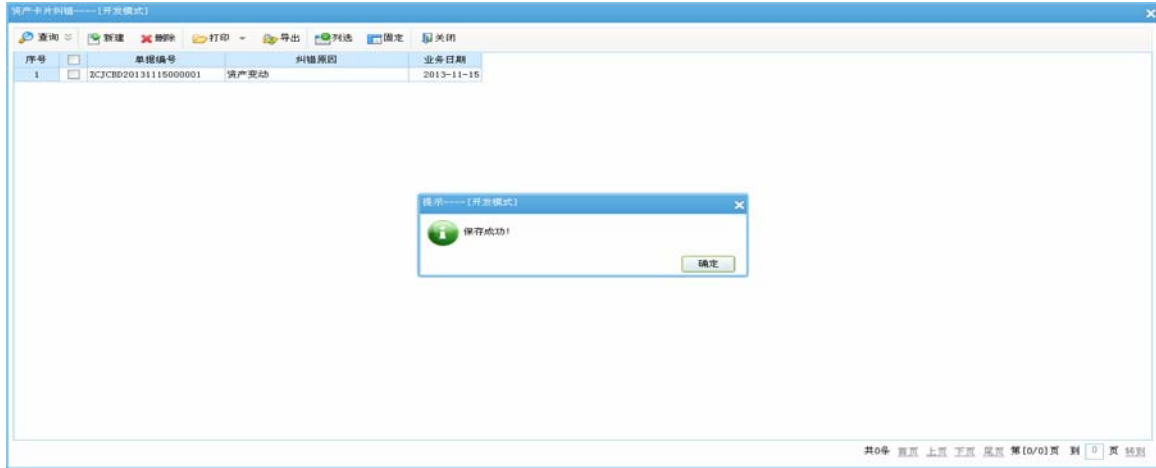 资产卡片纠错----[开发模式]
查询 新建 删除 打印 导出 列选 固定 关闭
序号 单据编号 纠错原因 业务日期
1 ZCJCBD20131115000001 资产变动 2013-11-15
提示----[开发模式]
保存成功!
确定
共0条 首页 上页 下页 尾页 第[0/0]页 到 0 页 转到